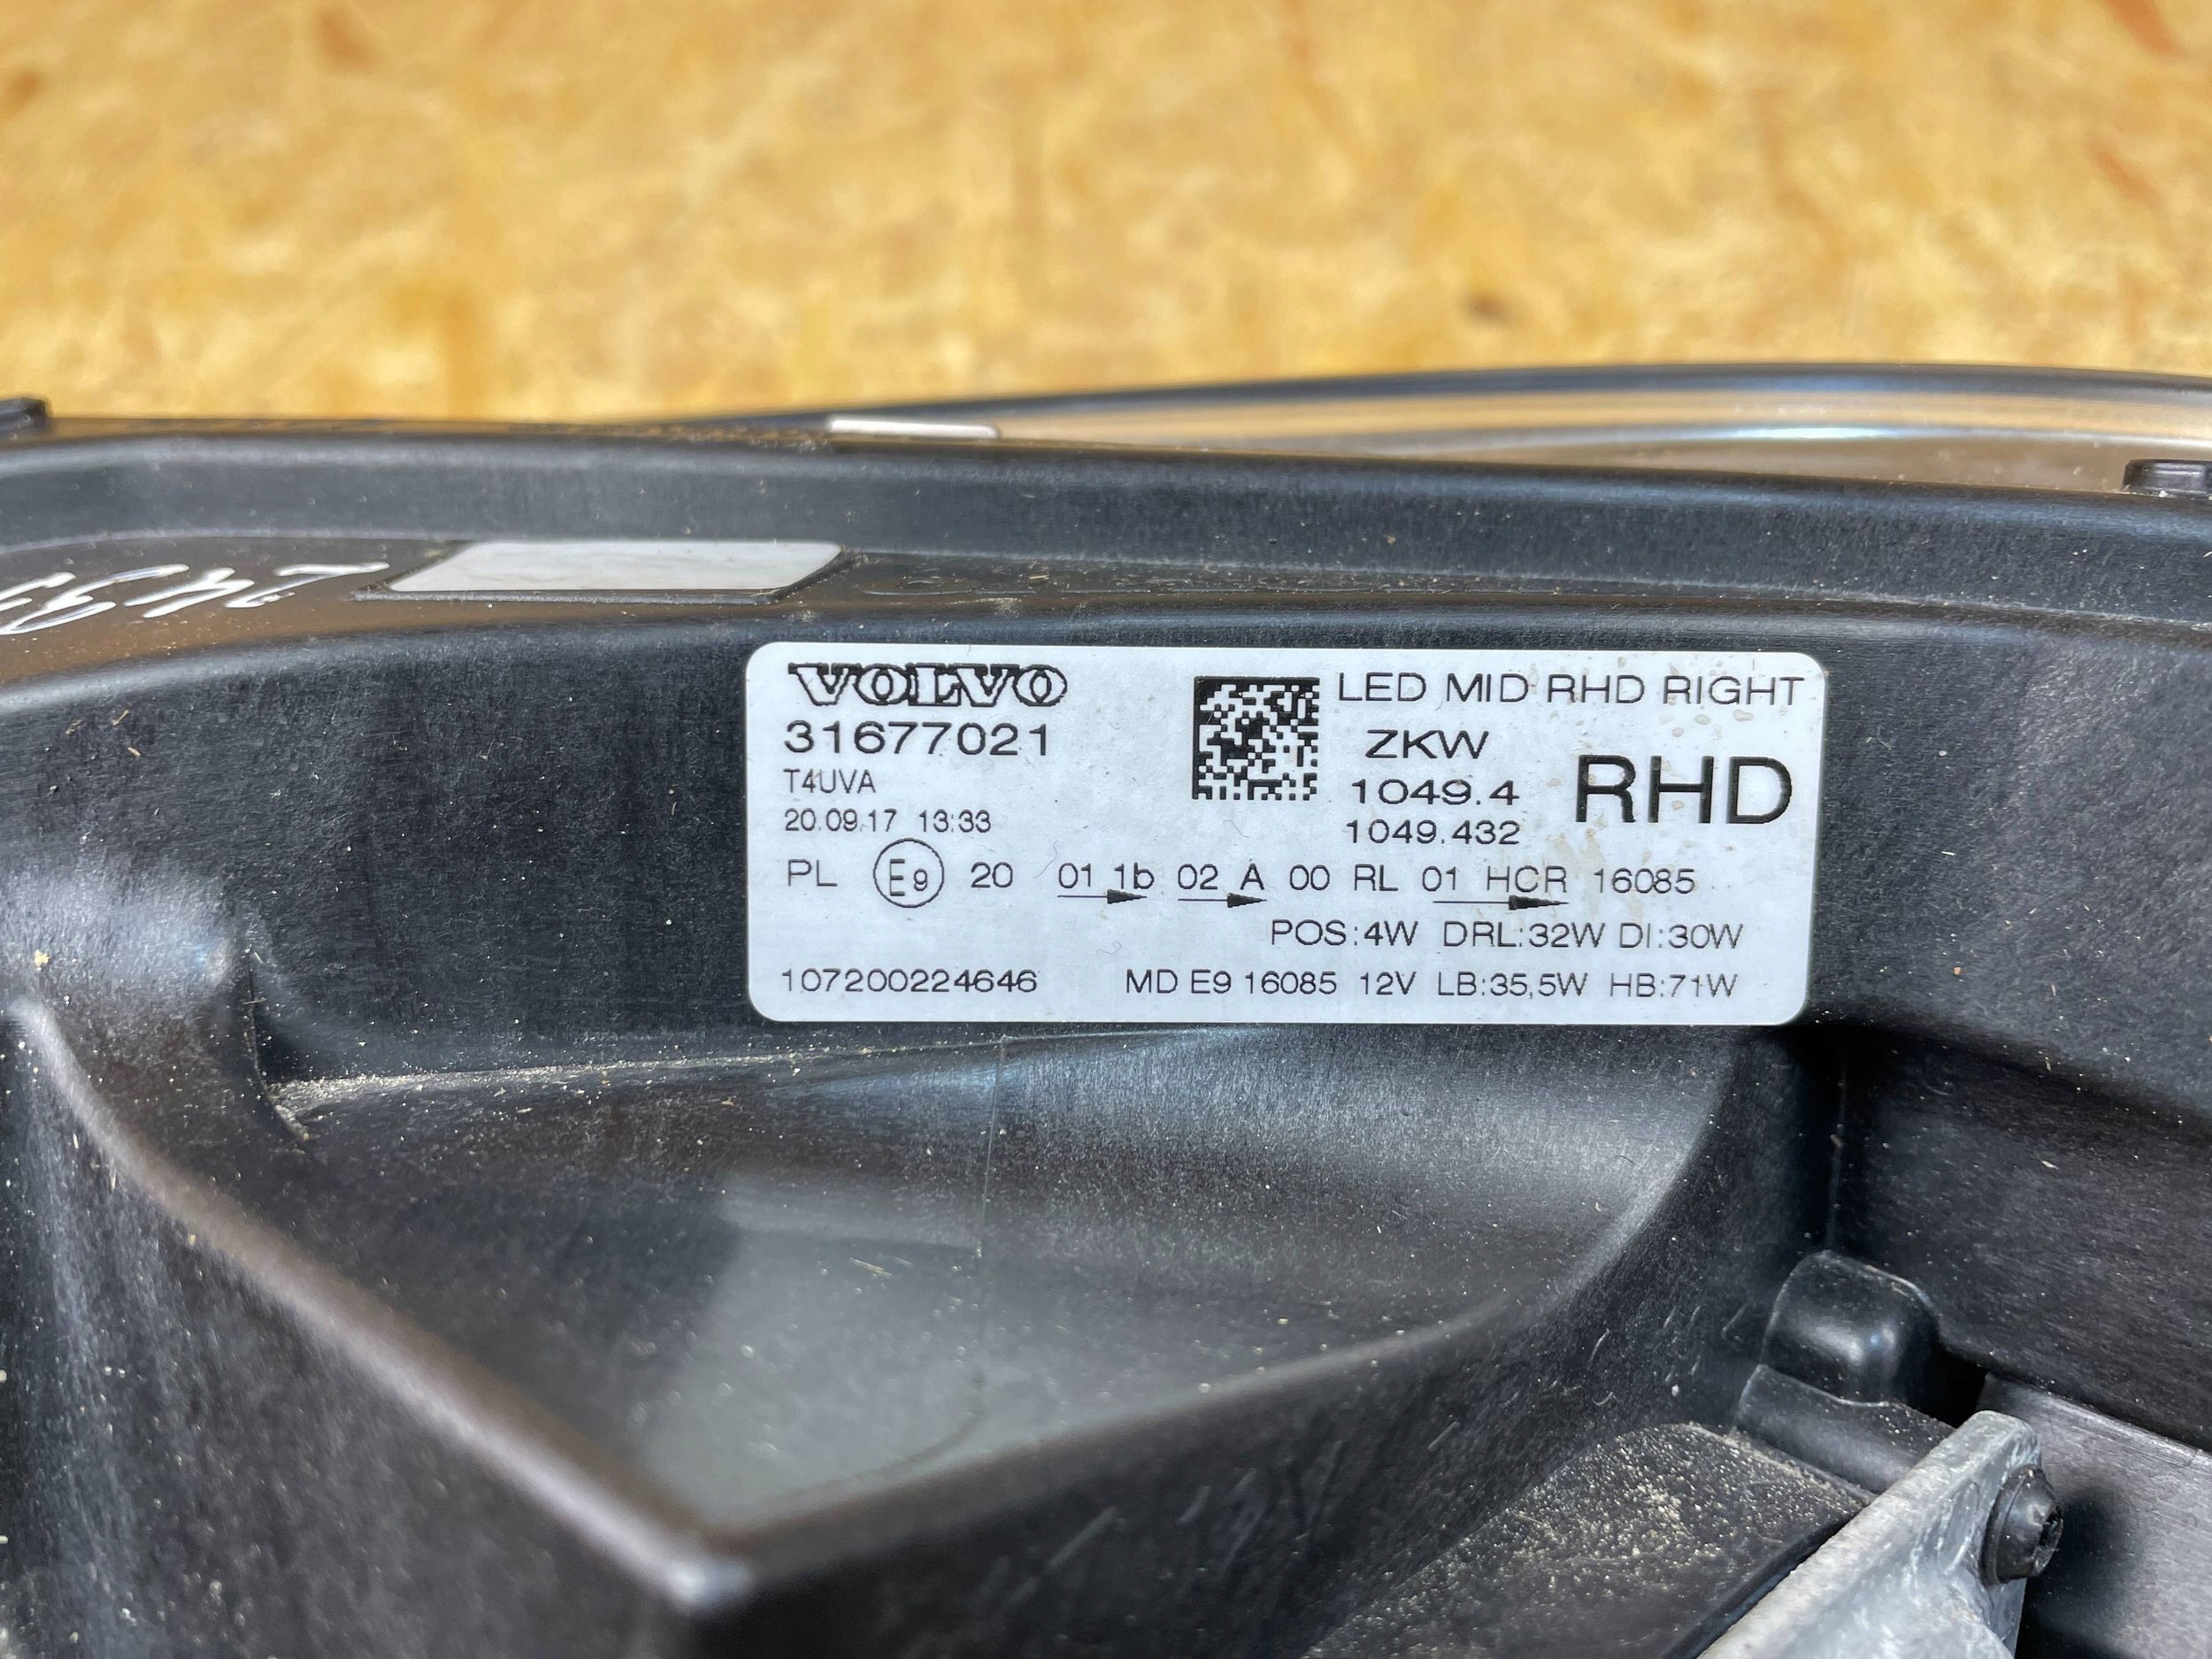 VOLVO
31677021
T4UVA
20.09.17 13:33
LED MID RHD RIGHT
ZKW
1049.4
1049.432
RHD
PL E9 20 01 1b 02 A 00 RL 01 HCR 16085
POS:4W DRL:32W DI:30W
107200224646 MD E9 16085 12V LB:35,5W HB:71W